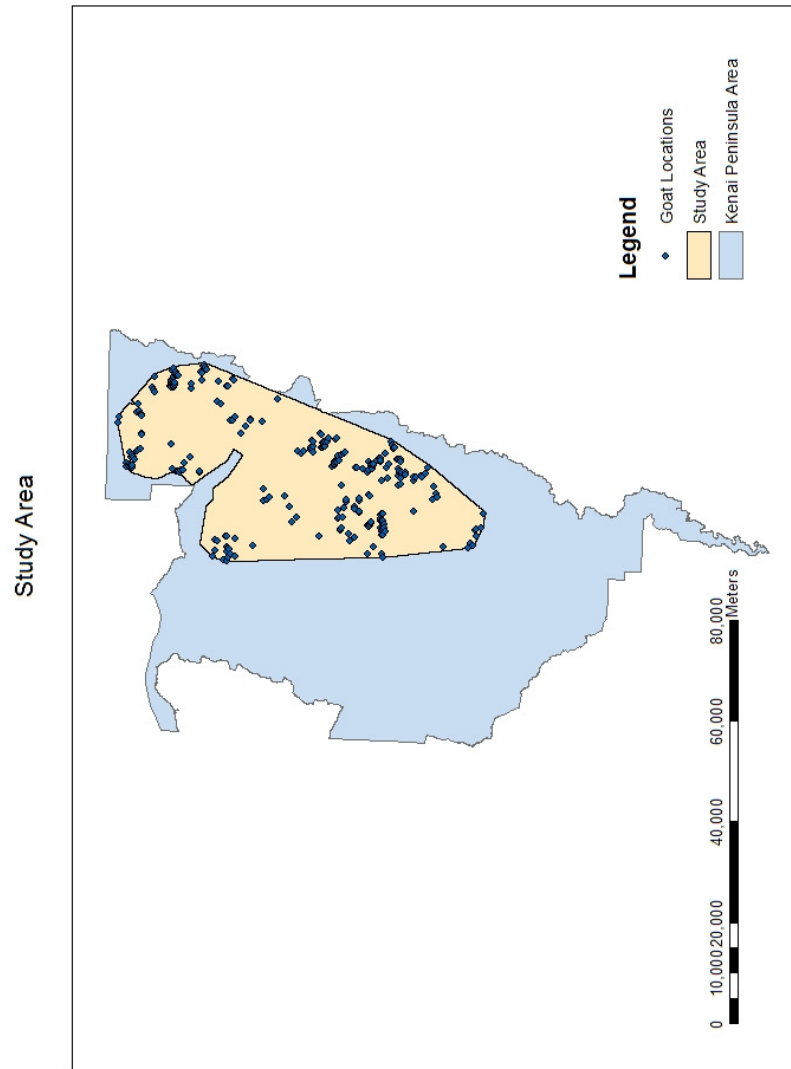 Study Area
Legend
Goat Locations
Study Area
Kenai Peninsula Area
0 10,000 20,000 40,000 60,000 80,000
Meters